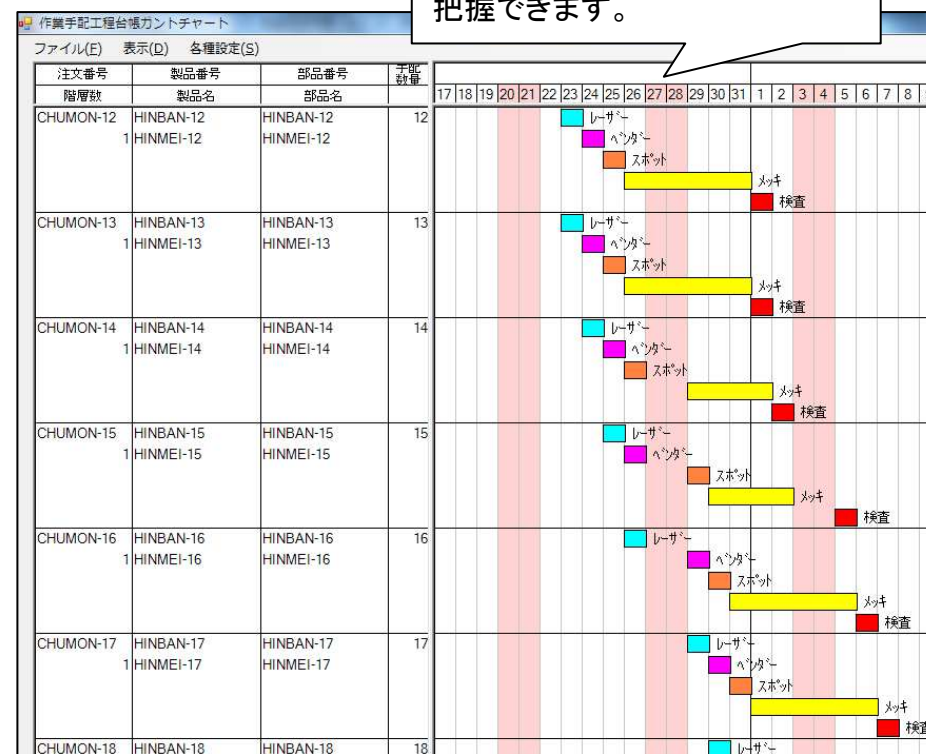 把握できます。
作業手配工程台帳ガントチャート
ファイル(F) 表示(D) 各種設定(S)
注文番号 製品番号 部品番号 手配数量
階層数 製品名 部品名
17 18 19 20 21 22 23 24 25 26 27 28 29 30 31 1 2 3 4 5 6 7 8
CHUMON-12 HINBAN-12 HINBAN-12 12 レーザー
1 HINMEI-12 HINMEI-12 ベンダー
スポット
メッキ
検査
CHUMON-13 HINBAN-13 HINBAN-13 13 レーザー
1 HINMEI-13 HINMEI-13 ベンダー
スポット
メッキ
検査
CHUMON-14 HINBAN-14 HINBAN-14 14 レーザー
1 HINMEI-14 HINMEI-14 ベンダー
スポット
メッキ
検査
CHUMON-15 HINBAN-15 HINBAN-15 15 レーザー
1 HINMEI-15 HINMEI-15 ベンダー
スポット
メッキ
検査
CHUMON-16 HINBAN-16 HINBAN-16 16 レーザー
1 HINMEI-16 HINMEI-16 ベンダー
スポット
メッキ
検査
CHUMON-17 HINBAN-17 HINBAN-17 17 レーザー
1 HINMEI-17 HINMEI-17 ベンダー
スポット
メッキ
検査
CHUMON-18 HINBAN-18 HINBAN-18 18 レーザー